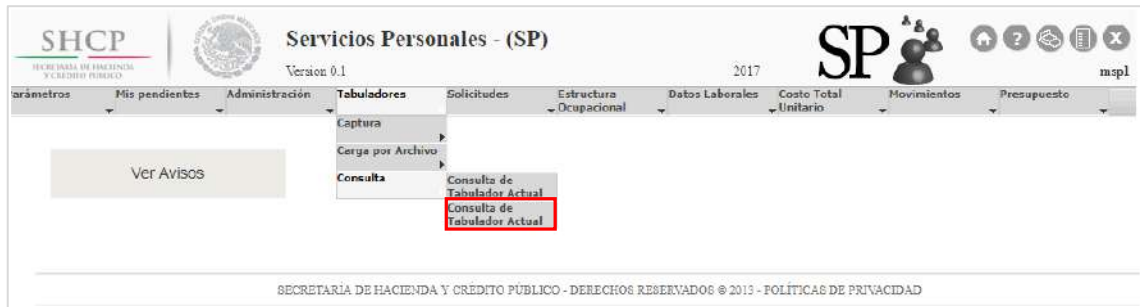 SHCP
SECRETARÍA DE HACIENDA
Y CRÉDITO PÚBLICO
Servicios Personales - (SP)
Version 0.1
2017
SP
mspl
arámetros
Mis pendientes
Administración
Tabuladores
Solicitudes
Estructura
Ocupacional
Datos Laborales
Costo Total
Unitario
Movimientos
Presupuesto
Captura
Carga por Archivo
Consulta
Consulta de
Tabulador Actual
Consulta de
Tabulador Actual
Ver Avisos
SECRETARÍA DE HACIENDA Y CRÉDITO PÚBLICO - DERECHOS RESERVADOS © 2013 - POLÍTICAS DE PRIVACIDAD